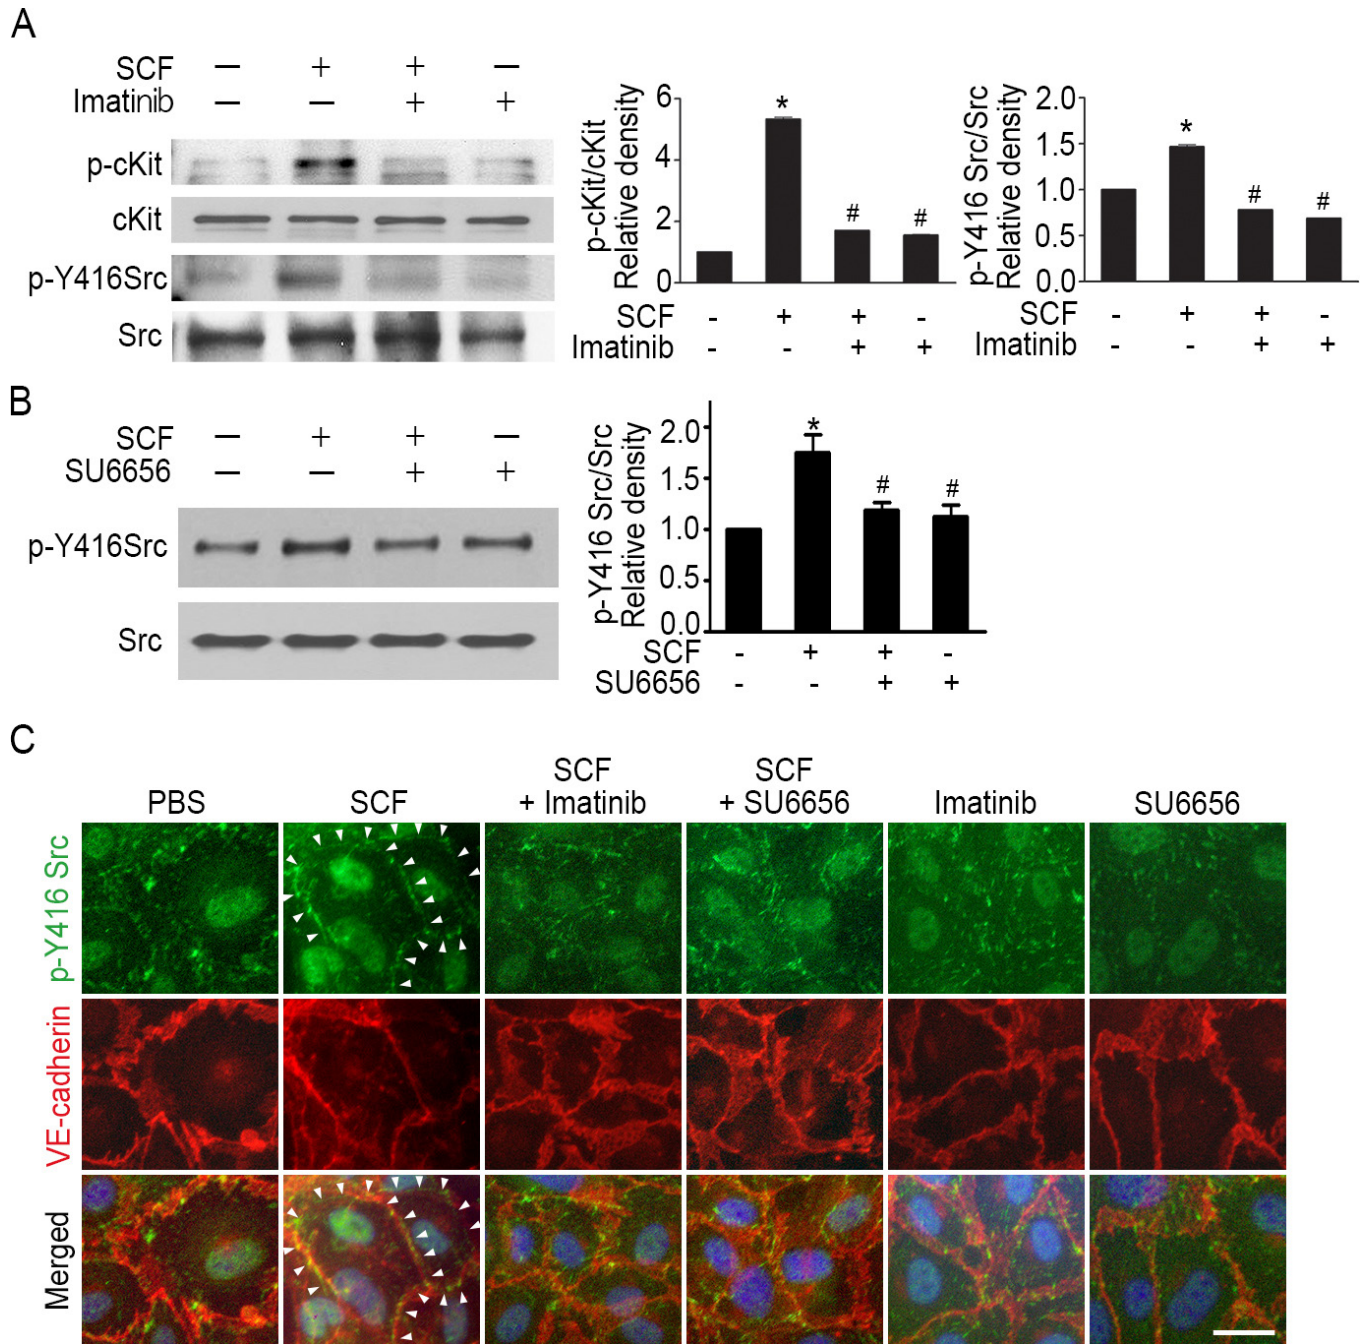 A
SCF — + + —
Imatinib — — + +
p-cKit
cKit
p-Y416Src
Src
p-cKit/cKit
Relative density
6
4
2
0
*
#
#
SCF - + + -
Imatinib - - + +
p-Y416 Src/Src
Relative density
2.0
1.5
1.0
0.5
0.0
*
#
#
SCF - + + -
Imatinib - - + +
B
SCF — + + —
SU6656 — — + +
p-Y416Src
Src
p-Y416 Src/Src
Relative density
2.0
1.5
1.0
0.5
0.0
*
#
#
SCF - + + -
SU6656 - - + +
C
PBS
SCF
SCF
+ Imatinib
SCF
+ SU6656
Imatinib
SU6656
p-Y416 Src
VE-cadherin
Merged